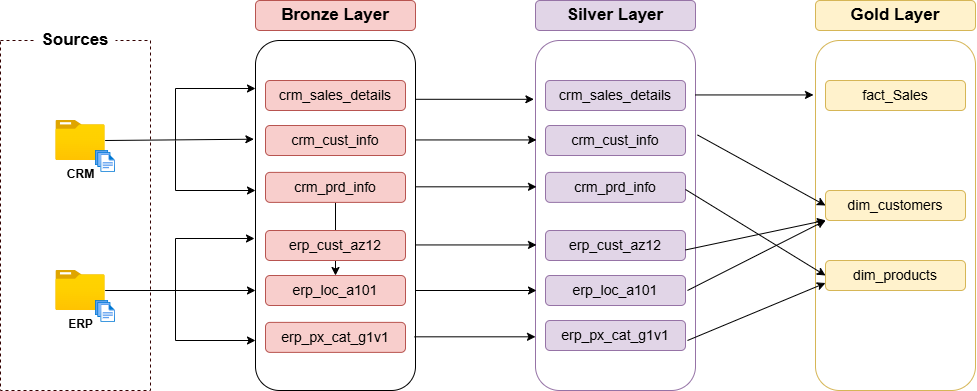 Bronze Layer
Silver Layer
Gold Layer
Sources
crm_sales_details
crm_sales_details
fact_Sales
crm_cust_info
crm_cust_info
CRM
crm_prd_info
crm_prd_info
dim_customers
erp_cust_az12
erp_cust_az12
dim_products
erp_loc_a101
erp_loc_a101
ERP
erp_px_cat_g1v1
erp_px_cat_g1v1